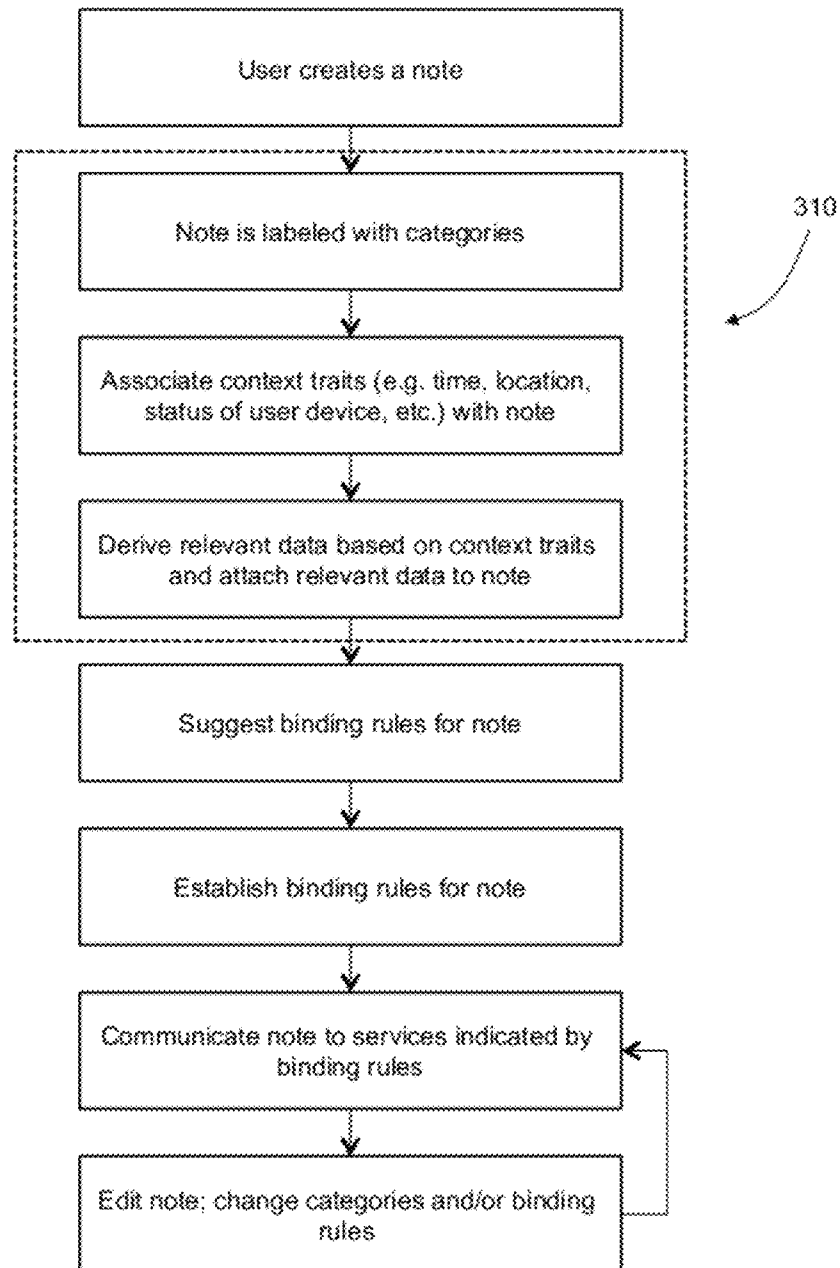 User creates a note
Note is labeled with categories
310
Associate context traits (e.g. time, location,
status of user device, etc.) with note
Derive relevant data based on context traits
and attach relevant data to note
Suggest binding rules for note
Establish binding rules for note
Communicate note to services indicated by
binding rules
Edit note; change categories and/or binding
rules